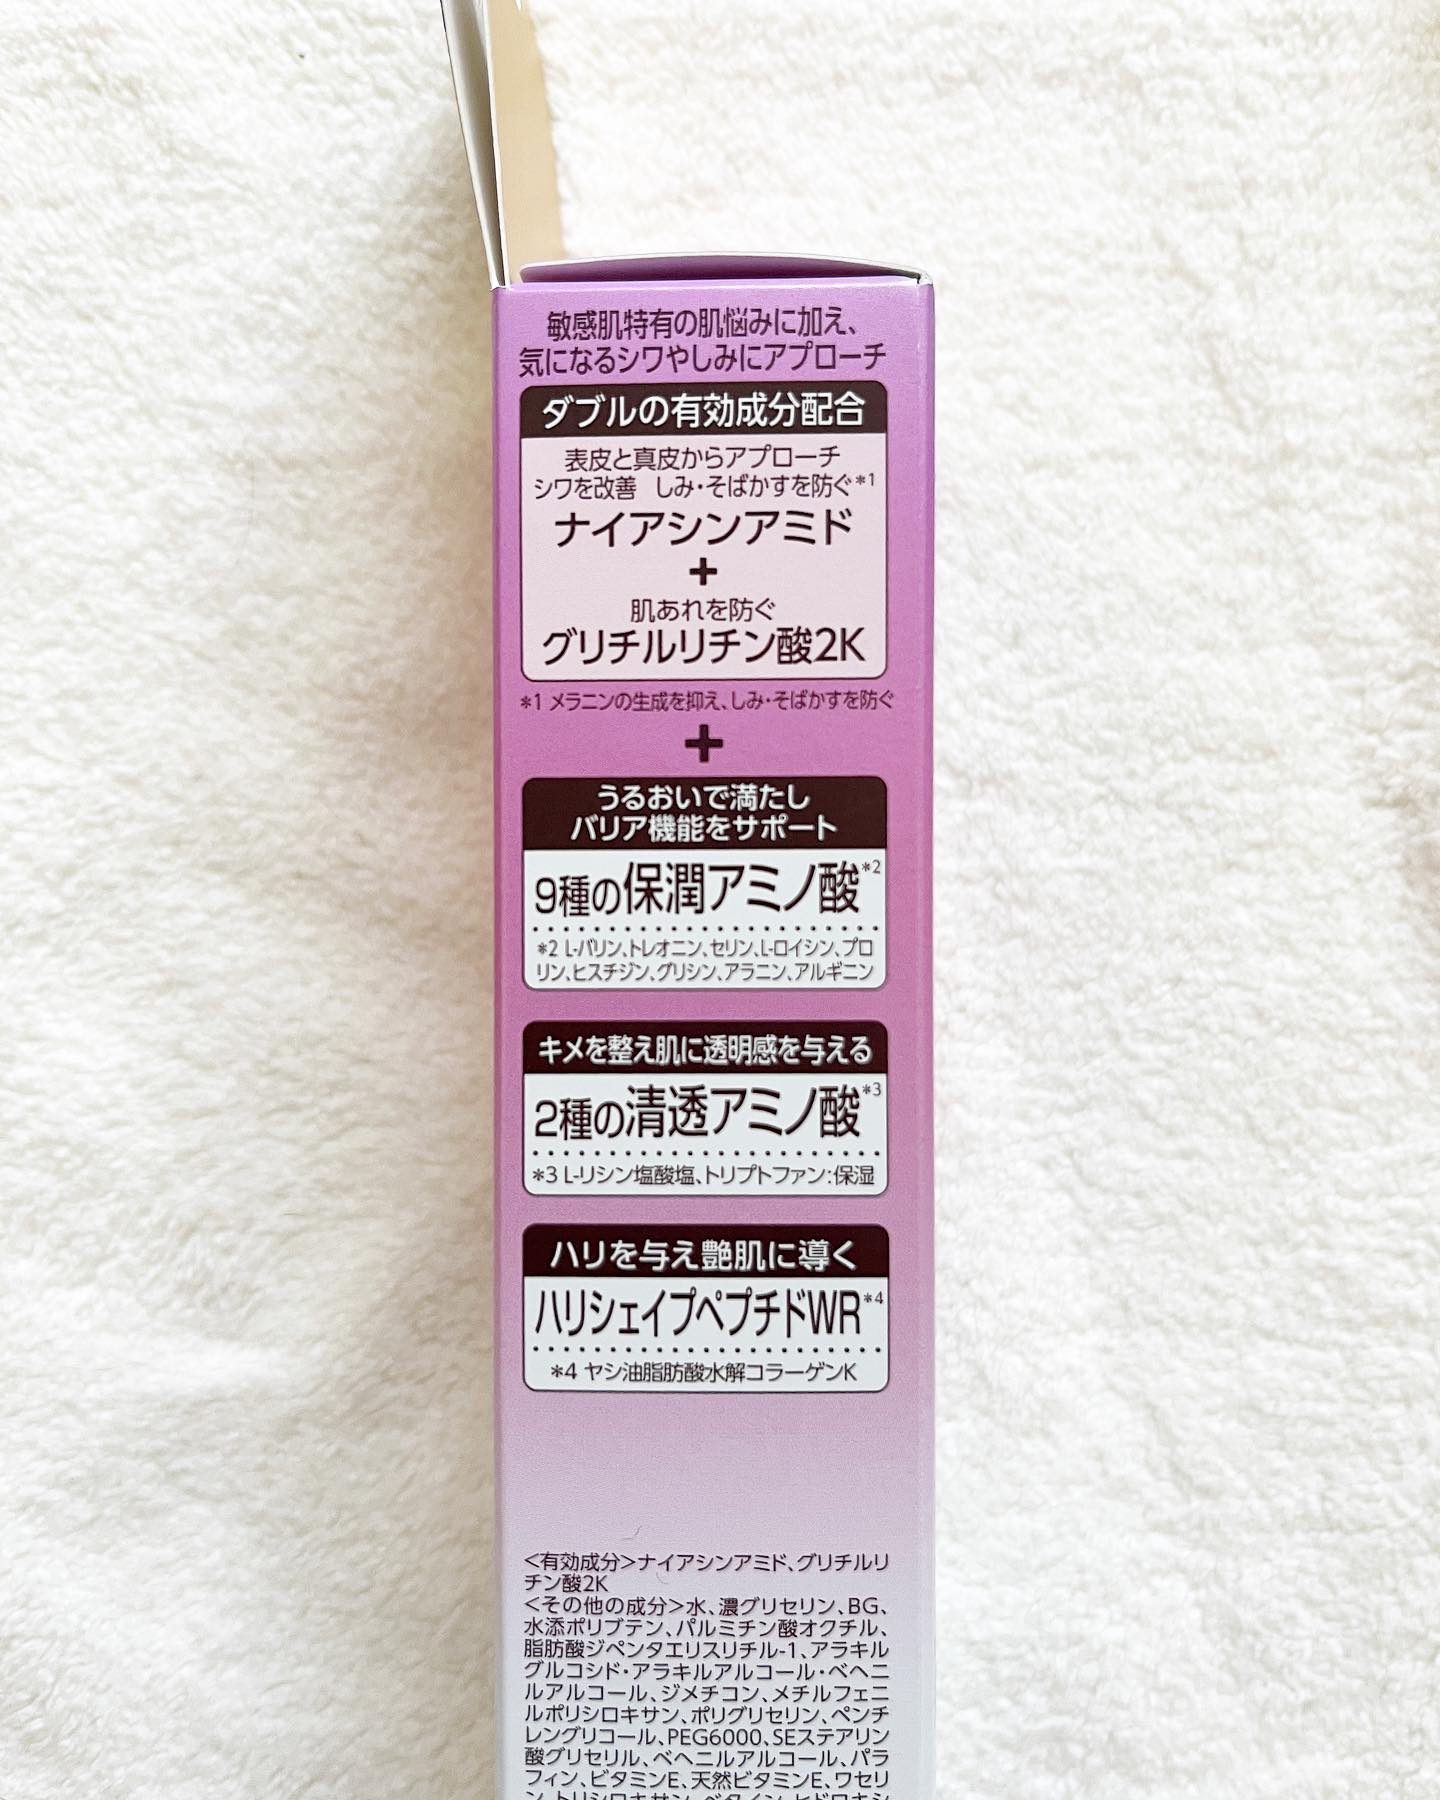 敏感肌特有の肌悩みに加え、
気になるシワやしみにアプローチ
ダブルの有効成分配合
表皮と真皮からアプローチ
シワを改善 しみ・そばかすを防ぐ*1
ナイアシンアミド
+
肌あれを防ぐ
グリチルリチン酸2K
*1 メラニンの生成を抑え、しみ・そばかすを防ぐ
+
うるおいで満たし
バリア機能をサポート
9種の保潤アミノ酸*2
*2 L-バリン、トレオニン、セリン、L-ロイシン、プロ
リン、ヒスチジン、グリシン、アラニン、アルギニン
キメを整え肌に透明感を与える
2種の清透アミノ酸*3
*3 L-リシン塩酸塩、トリプトファン:保湿
ハリを与え艶肌に導く
ハリシェイプペプチドWR*4
*4 ヤシ油脂肪酸水解コラーゲンK
<有効成分>ナイアシンアミド、グリチルリ
チン酸2K
<その他の成分>水、濃グリセリン、BG、
水添ポリブテン、パルミチン酸オクチル、
脂肪酸ジペンタエリスリチル-1、アラキル
グルコシド・アラキルアルコール・ベヘニ
ルアルコール、ジメチコン、メチルフェニ
ルポリシロキサン、ポリグリセリン、ペンチ
レングリコール、PEG6000、SEステアリン
酸グリセリル、ベヘニルアルコール、パラ
フィン、ビタミンE、天然ビタミンE、ワセリ
ン、トリシロキサン、ベタイン、ヒドロキシ